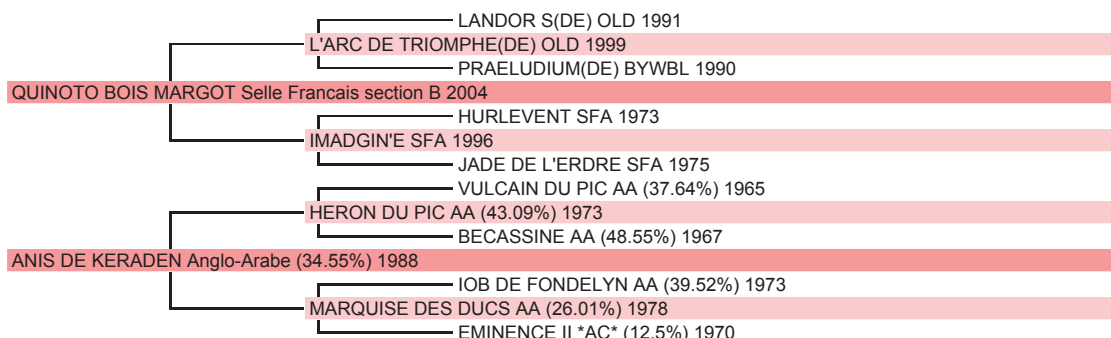 LANDOR S(DE) OLD 1991
L'ARC DE TRIOMPHE(DE) OLD 1999
PRAELUDIUM(DE) BYWBL 1990
QUINOTO BOIS MARGOT Selle Francais section B 2004
HURLEVENT SFA 1973
IMADGIN'E SFA 1996
JADE DE L'ERDRE SFA 1975
VULCAIN DU PIC AA (37.64%) 1965
HERON DU PIC AA (43.09%) 1973
BECASSINE AA (48.55%) 1967
ANIS DE KERADEN Anglo-Arabe (34.55%) 1988
IOB DE FONDELYN AA (39.52%) 1973
MARQUISE DES DUCS AA (26.01%) 1978
EMINENCE II *AC* (12.5%) 1970